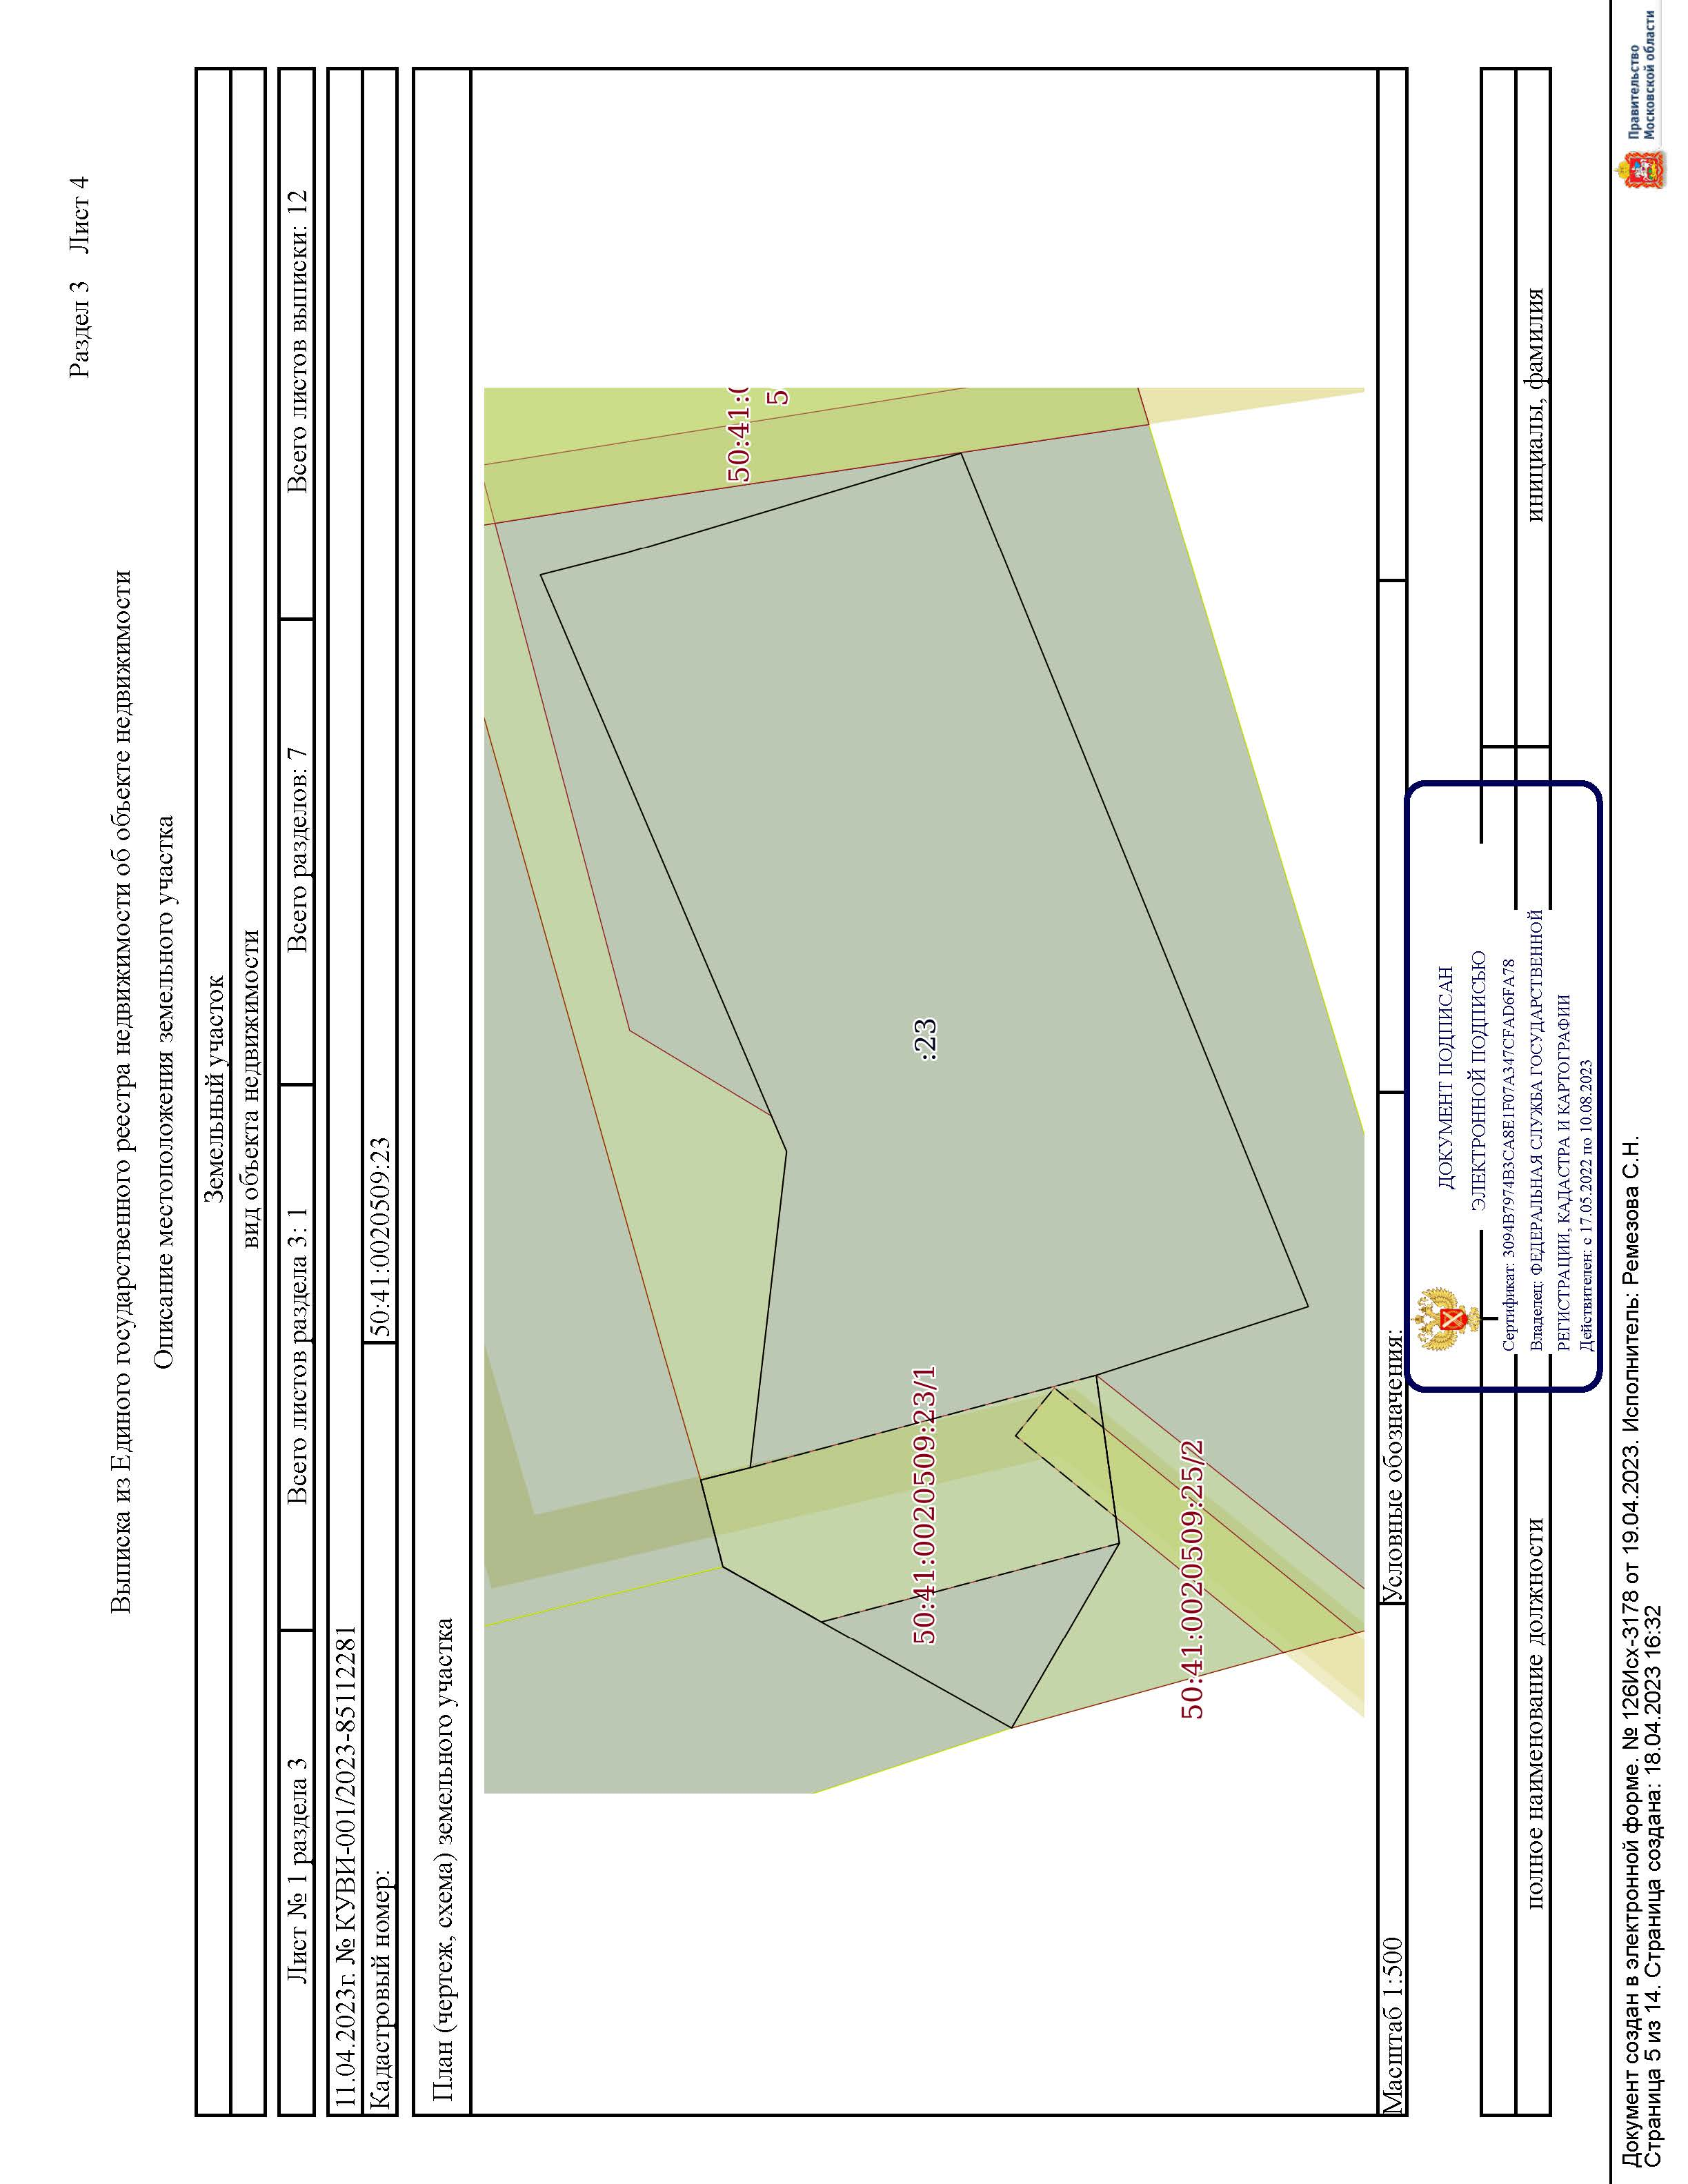 Раздел 3 Лист 4
Выписка из Единого государственного реестра недвижимости об объекте недвижимости
Описание местоположения земельного участка
Земельный участок
вид объекта недвижимости
Лист № 1 раздела 3 Всего листов раздела 3: 1 Всего разделов: 7 Всего листов выписки: 12
11.04.2023г. № КУВИ-001/2023-85112281
Кадастровый номер: 50:41:0020509:23
План (чертеж, схема) земельного участка
50:41:0
5
:23
50:41:0020509:23/1
50:41:0020509:25/2
Масштаб 1:500 Условные обозначения:
ДОКУМЕНТ ПОДПИСАН
ЭЛЕКТРОННОЙ ПОДПИСЬЮ
Сертификат: 3094B7974B3CA8E1F07A347CFAD6FA78
Владелец: ФЕДЕРАЛЬНАЯ СЛУЖБА ГОСУДАРСТВЕННОЙ
РЕГИСТРАЦИИ, КАДАСТРА И КАРТОГРАФИИ
Действителен: с 17.05.2022 по 10.08.2023
полное наименование должности инициалы, фамилия
Документ создан в электронной форме. № 126Исх-3178 от 19.04.2023. Исполнитель: Ремезова С.Н.
Страница 5 из 14. Страница создана: 18.04.2023 16:32
Правительство
Московской области